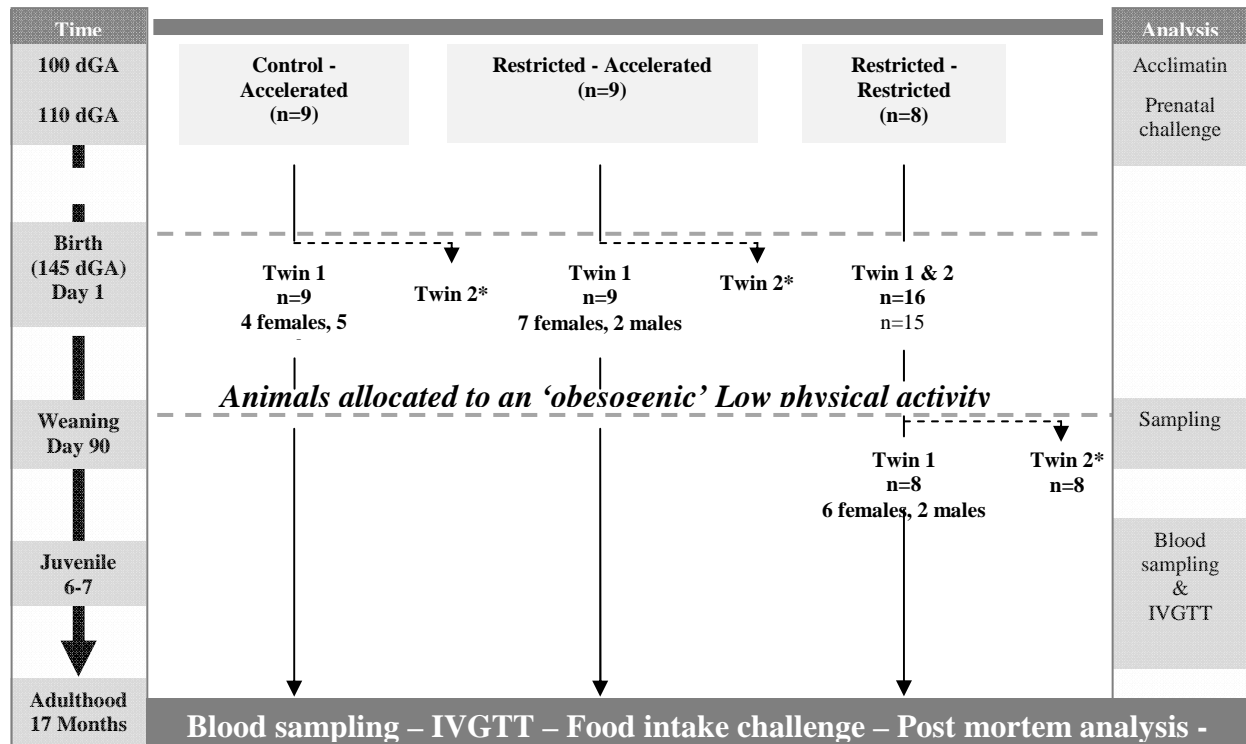 Time
Analysis
100 dGA
110 dGA
Control -
Accelerated
(n=9)
Restricted - Accelerated
(n=9)
Restricted -
Restricted
(n=8)
Acclimatin
Prenatal
challenge
Birth
(145 dGA)
Day 1
Twin 1
n=9
4 females, 5
Twin 2*
Twin 1
n=9
7 females, 2 males
Twin 2*
Twin 1 & 2
n=16
n=15
Animals allocated to an ‘obesogenic’ Low physical activity
Weaning
Day 90
Sampling
Twin 1
n=8
6 females, 2 males
Twin 2*
n=8
Juvenile
6-7
Blood
sampling
&
IVGTT
Adulthood
17 Months
Blood sampling – IVGTT – Food intake challenge – Post mortem analysis -